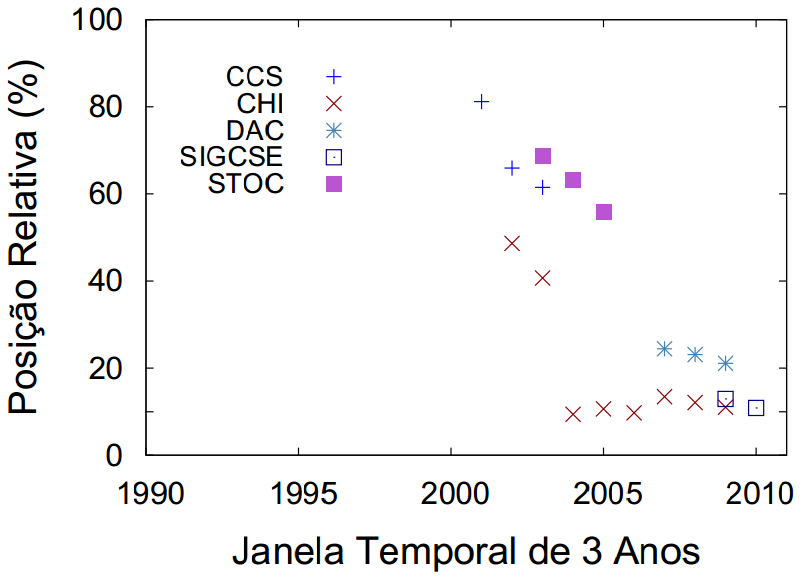 100
80
60
40
20
0
Posição Relativa (%)
CCS
CHI
DAC
SIGCSE
STOC
1990 1995 2000 2005 2010
Janela Temporal de 3 Anos